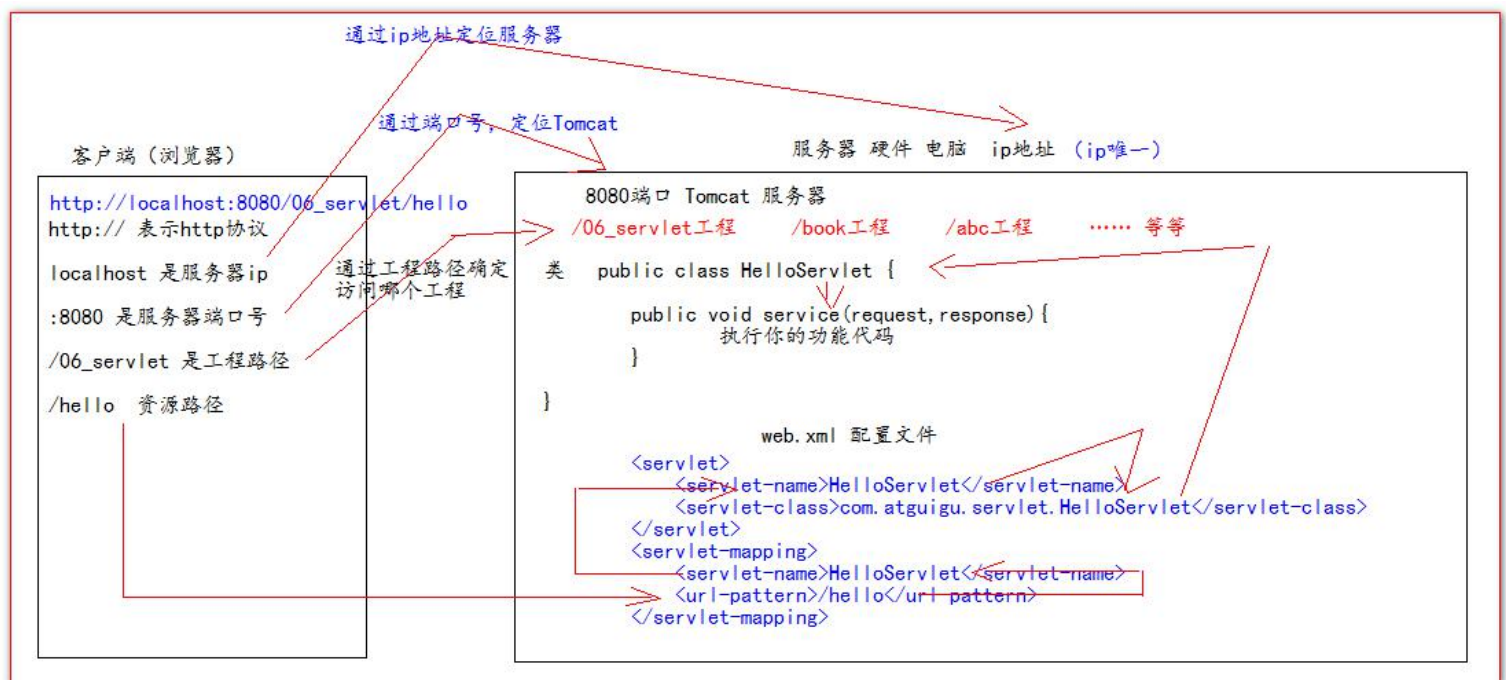 通过ip地址定位服务器
通过端口号，定位Tomcat
客户端（浏览器）
服务器 硬件 电脑 ip地址 （ip唯一）
http://localhost:8080/06_servlet/hello
http:// 表示http协议
localhost 是服务器ip
:8080 是服务器端口号
/06_servlet 是工程路径
/hello 资源路径
通过工程路径确定
访问哪个工程
8080端口 Tomcat 服务器
/06_servlet工程 /book工程 /abc工程 …… 等等
类 public class HelloServlet {
public void service(request,response){
执行你的功能代码
}
}
web.xml 配置文件
<servlet>
<servlet-name>HelloServlet</servlet-name>
<servlet-class>com.atguigu.servlet.HelloServlet</servlet-class>
</servlet>
<servlet-mapping>
<servlet-name>HelloServlet</servlet-name>
<url-pattern>/hello</url-pattern>
</servlet-mapping>